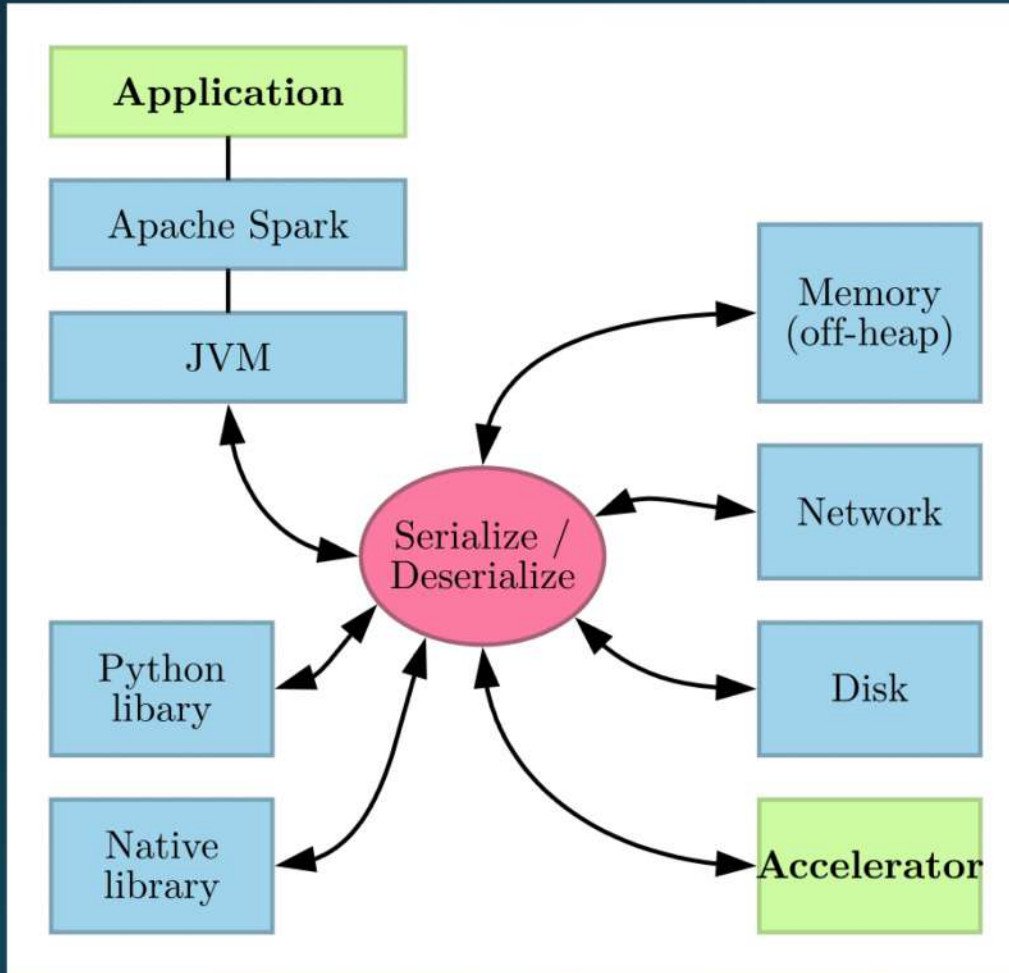 Application
Apache Spark
JVM
Memory
(off-heap)
Network
Serialize /
Deserialize
Python
libary
Disk
Native
library
Accelerator